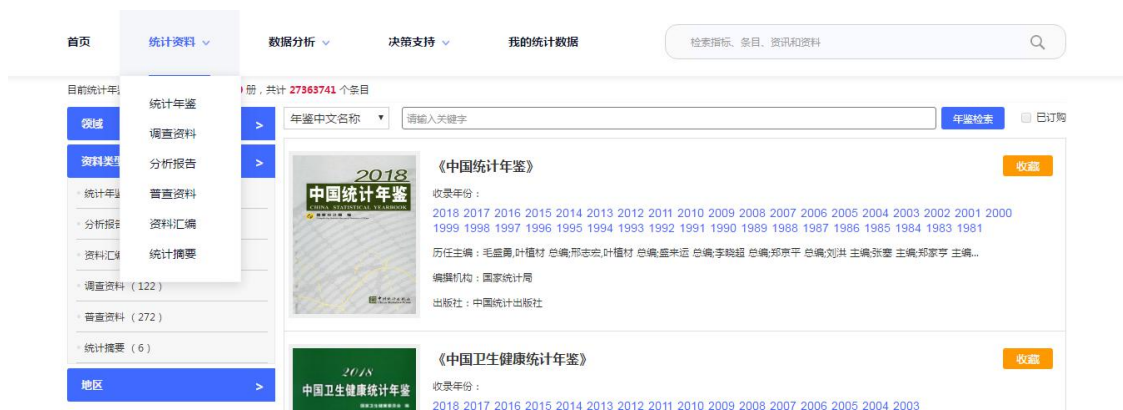 首页 统计资料 数据分析 决策支持 我的统计数据 检索指标、条目、资讯和资料
目前统计年 册，共计 27363741 个条目
统计年鉴
调查资料
分析报告
普查资料
资料汇编
统计摘要
领域 >
资料类型 >
统计年
分析报
资料汇
调查资料 (122)
普查资料 (272)
统计摘要 (6)
地区 >
年鉴中文名称 请输入关键字 年鉴检索 已订购
2018
中国统计年鉴
CHINA STATISTICAL YEARBOOK
《中国统计年鉴》 收藏
收录年份：
2018 2017 2016 2015 2014 2013 2012 2011 2010 2009 2008 2007 2006 2005 2004 2003 2002 2001 2000
1999 1998 1997 1996 1995 1994 1993 1992 1991 1990 1989 1988 1987 1986 1985 1984 1983 1981
历任主编：毛盛勇,叶植材 总编;邢志宏,叶植材 总编;盛来运 总编;李晓超 总编;郑京平 总编;刘洪 主编;张塞 主编;郑家亨 主编...
编撰机构：国家统计局
出版社：中国统计出版社
2018
中国卫生健康统计年鉴
《中国卫生健康统计年鉴》 收藏
收录年份：
2018 2017 2016 2015 2014 2013 2012 2011 2010 2009 2008 2007 2006 2005 2004 2003